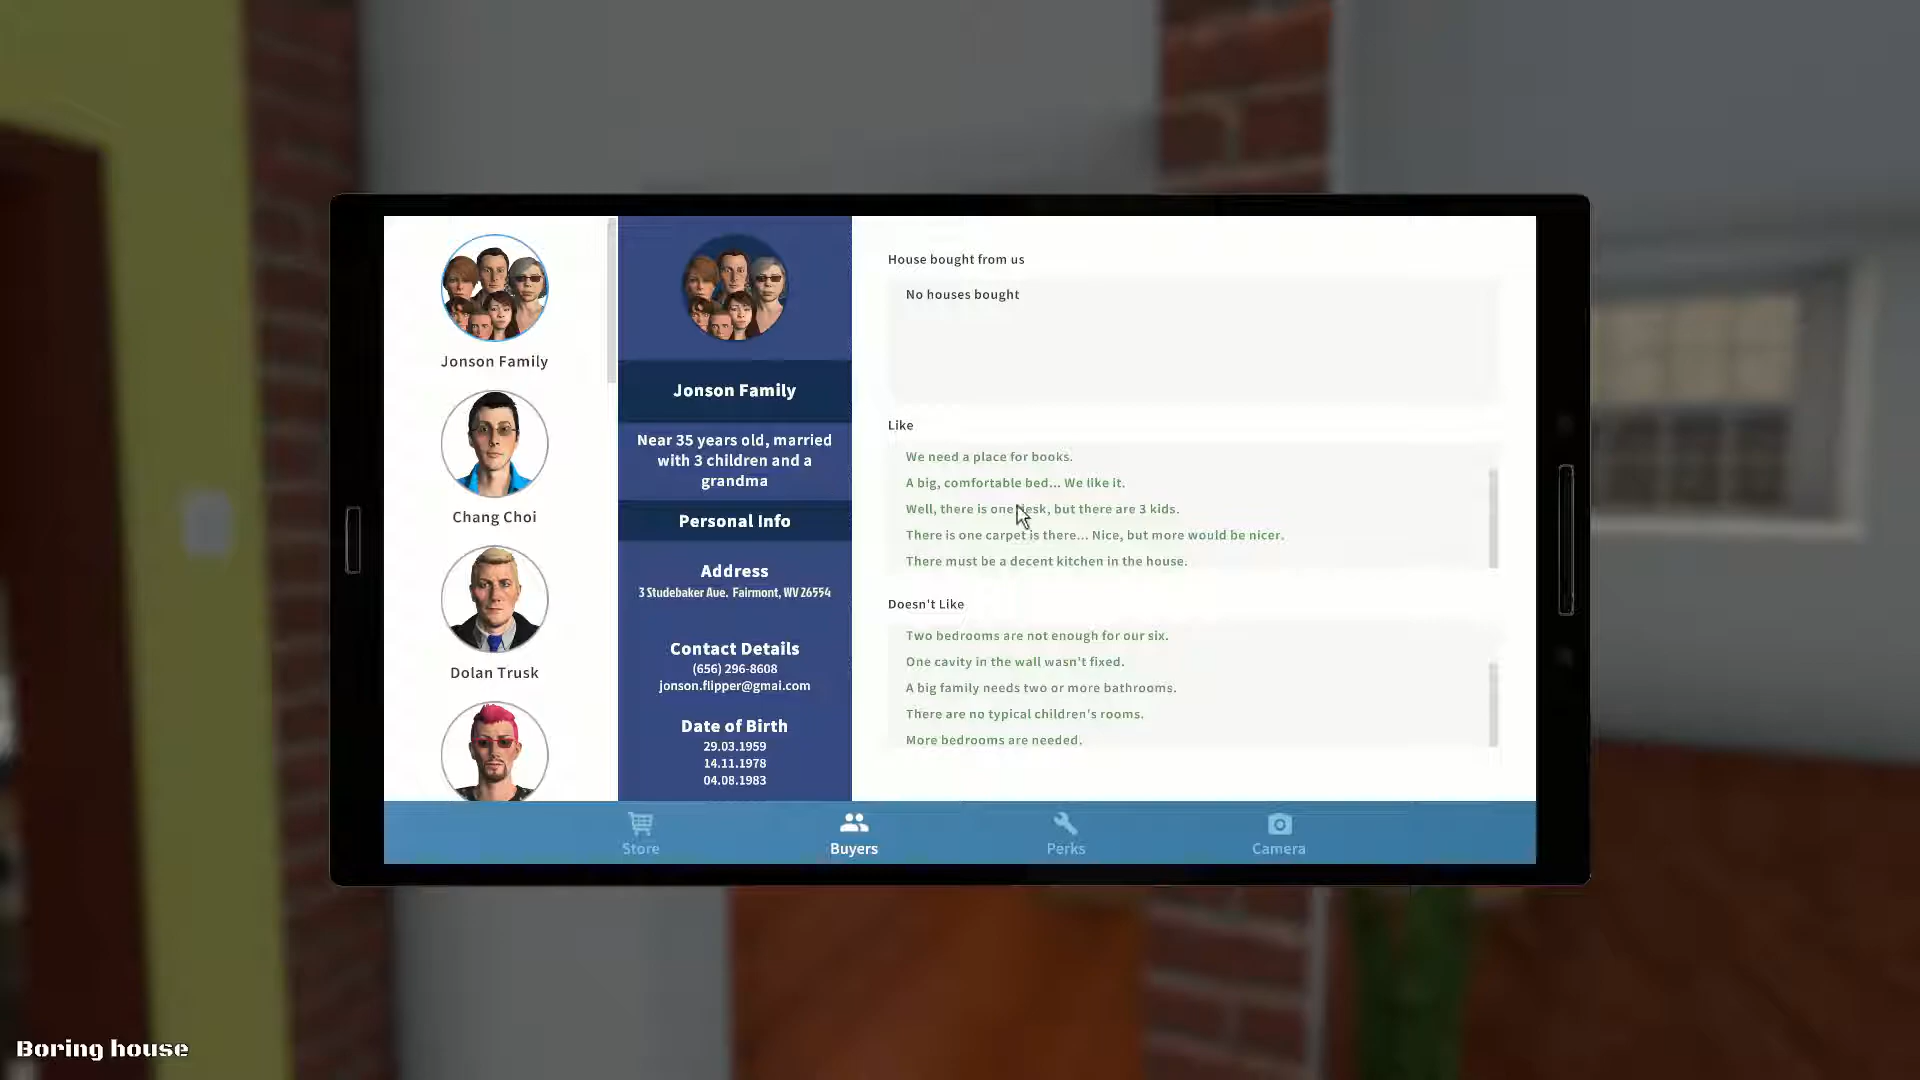 Jonson Family
Chang Choi
Dolan Trusk
Jonson Family
Near 35 years old, married
with 3 children and a
grandma
Personal Info
Address
3 Studebaker Ave. Fairmont, WV 26554
Contact Details
(656) 296-8608
jonson.flipper@gmai.com
Date of Birth
29.03.1959
14.11.1978
04.08.1983
House bought from us
No houses bought
Like
We need a place for books.
A big, comfortable bed... We like it.
Well, there is one desk, but there are 3 kids.
There is one carpet is there... Nice, but more would be nicer.
There must be a decent kitchen in the house.
Doesn't Like
Two bedrooms are not enough for our six.
One cavity in the wall wasn't fixed.
A big family needs two or more bathrooms.
There are no typical children's rooms.
More bedrooms are needed.
Store
Buyers
Perks
Camera
Boring house